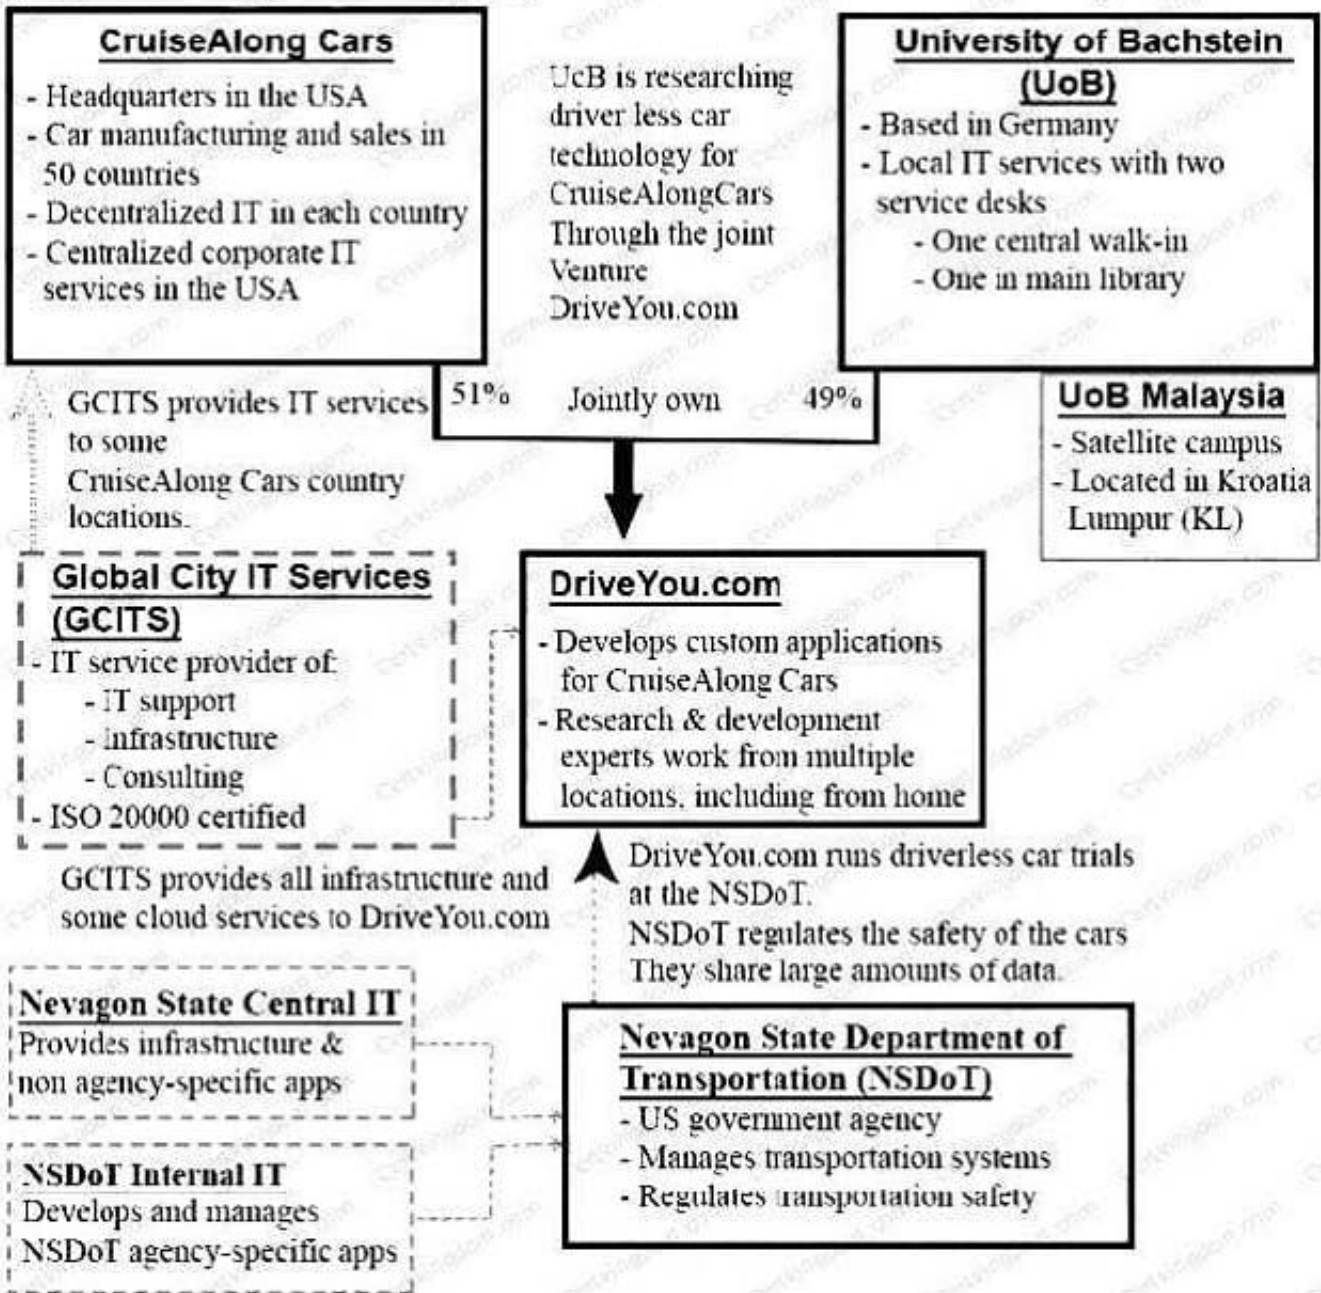 CruiseAlong Cars
- Headquarters in the USA
- Car manufacturing and sales in
50 countries
- Decentralized IT in each country
- Centralized corporate IT
services in the USA
UcB is researching
driver less car
technology for
CruiseAlongCars
Through the joint
Venture
DriveYou.com
University of Bachstein
(UoB)
- Based in Germany
- Local IT services with two
service desks
- One central walk-in
- One in main library
51% Jointly own 49%
UoB Malaysia
- Satellite campus
- Located in Kroatia
Lumpur (KL)
GCITS provides IT services
to some
CruiseAlong Cars country
locations.
Global City IT Services
(GCITS)
- IT service provider of:
- IT support
- Infrastructure
- Consulting
- ISO 20000 certified
DriveYou.com
- Develops custom applications
for CruiseAlong Cars
- Research & development
experts work from multiple
locations, including from home
GCITS provides all infrastructure and
some cloud services to DriveYou.com
DriveYou.com runs driverless car trials
at the NSDoT.
NSDoT regulates the safety of the cars
They share large amounts of data.
Nevagon State Central IT
Provides infrastructure &
non agency-specific apps
NSDoT Internal IT
Develops and manages
NSDoT agency-specific apps
Nevagon State Department of
Transportation (NSDoT)
- US government agency
- Manages transportation systems
- Regulates transportation safety